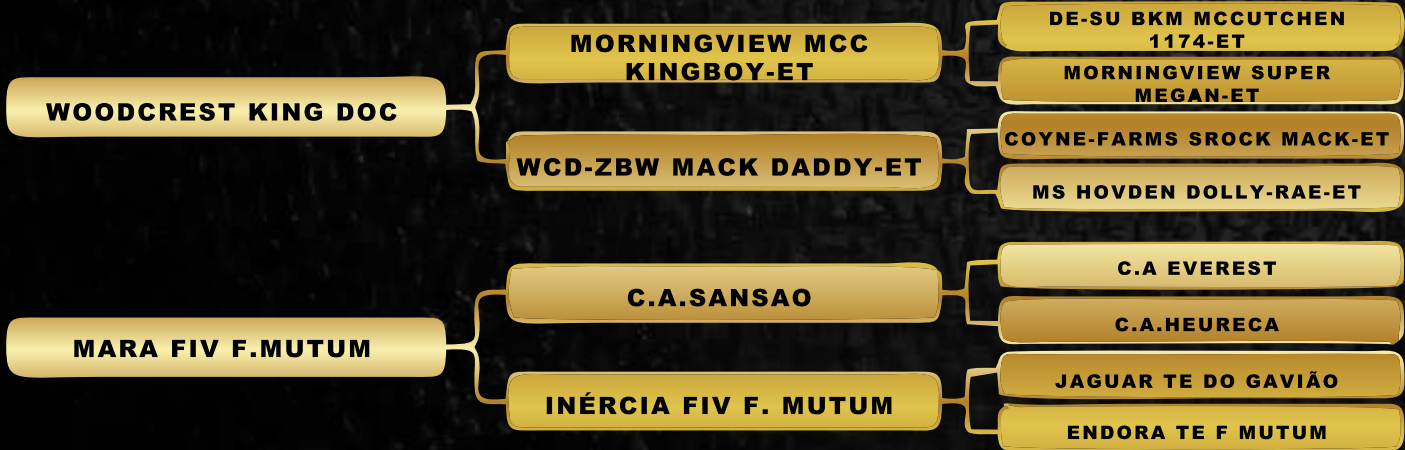 WOODCREST KING DOC
MORNINGVIEW MCC
KINGBOY-ET
DE-SU BKM MCCUTCHEN
1174-ET
MORNINGVIEW SUPER
MEGAN-ET
WCD-ZBW MACK DADDY-ET
COYNE-FARMS SROCK MACK-ET
MS HOVDEN DOLLY-RAE-ET
MARA FIV F.MUTUM
C.A.SANSAO
C.A EVEREST
C.A.HEURECA
INÉRCIA FIV F. MUTUM
JAGUAR TE DO GAVIÃO
ENDORA TE F MUTUM